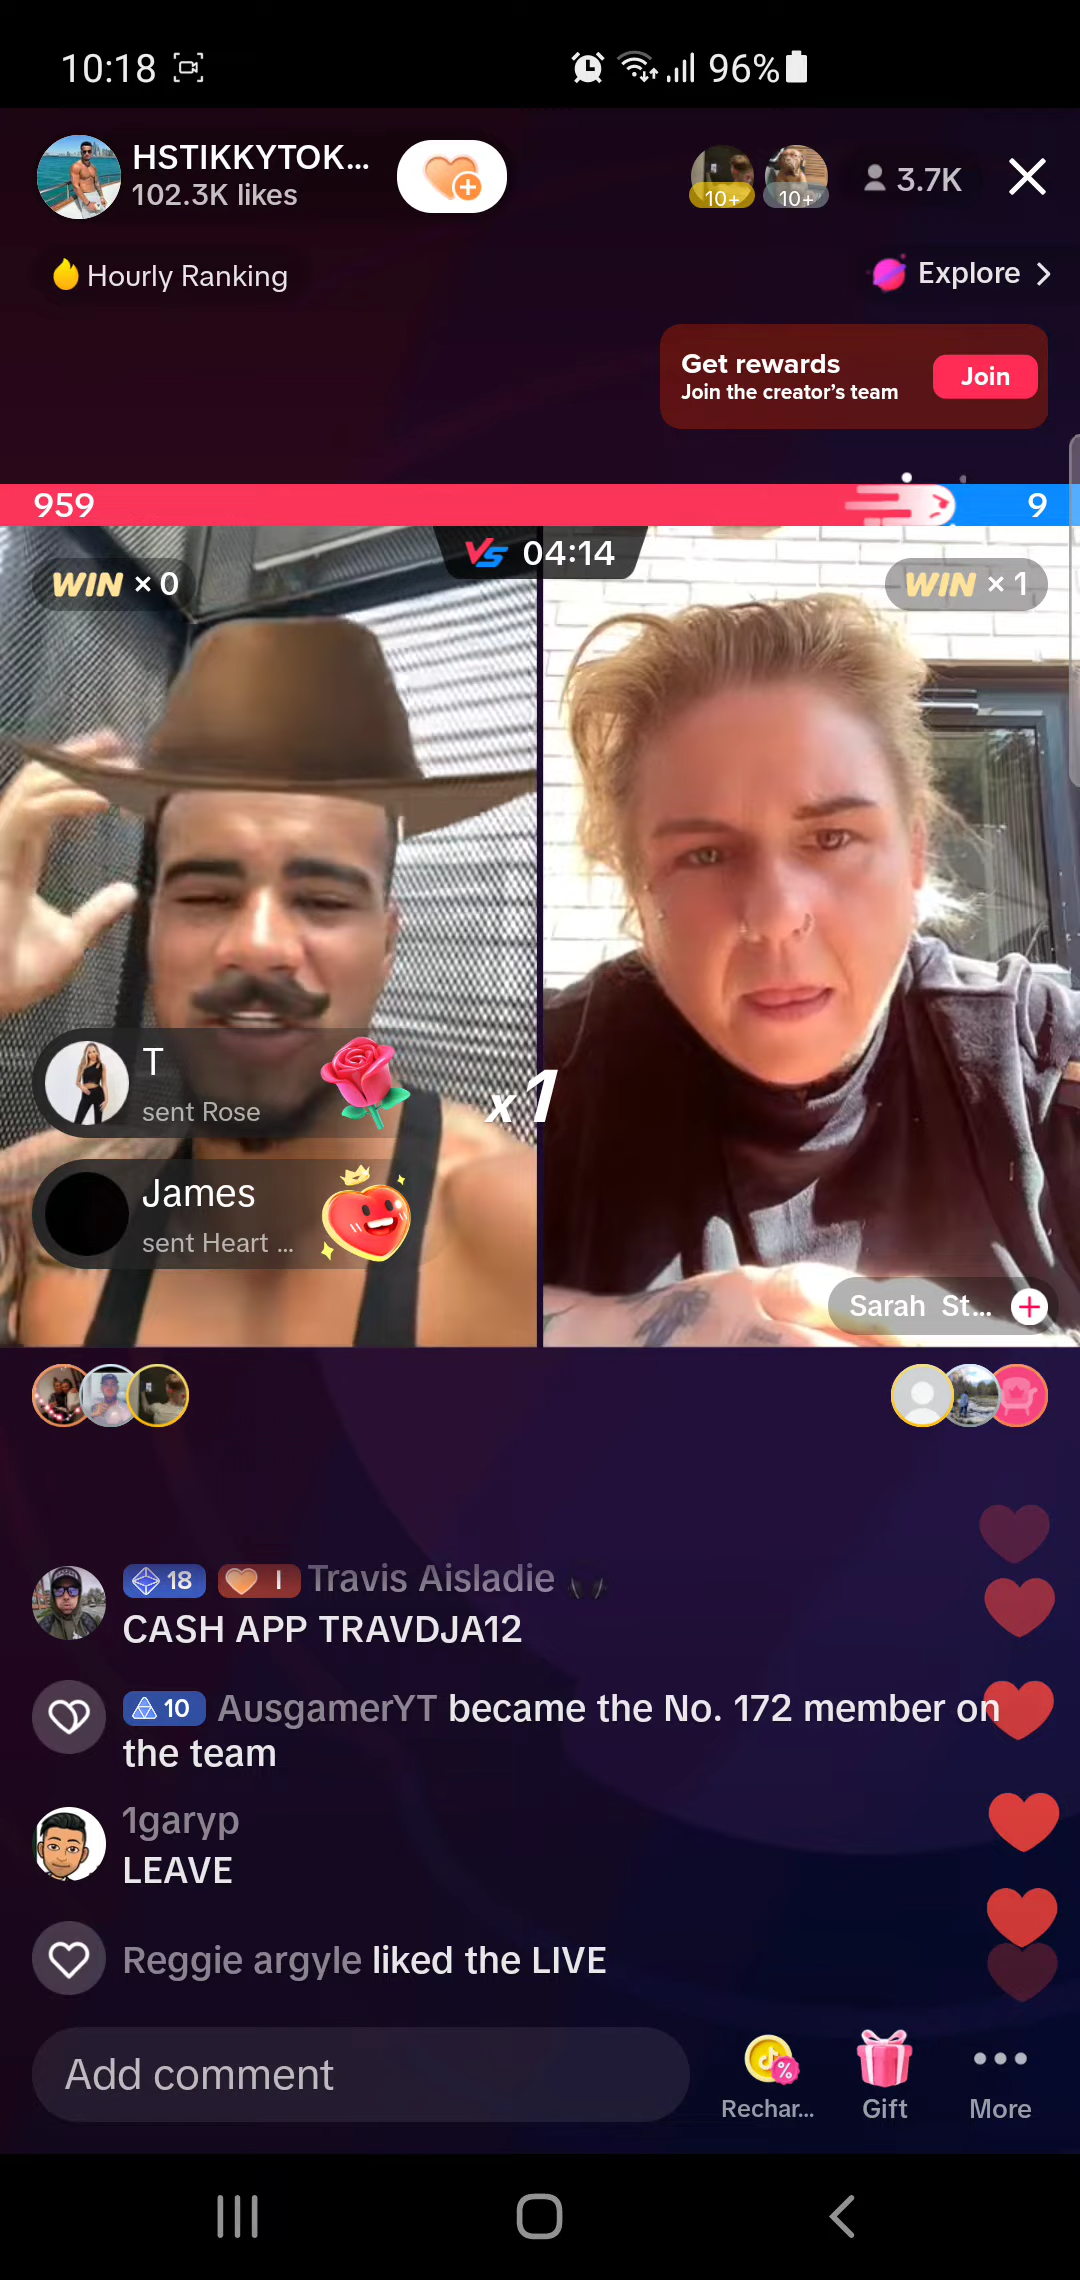 10:18
96%
HSTIKKYTOK...
102.3K likes
10+
10+
3.7K
Hourly Ranking
Explore
Get rewards
Join the creator's team
Join
959
9
VS 04:14
WIN × 0
WIN × 1
T
sent Rose
x1
James
sent Heart ...
Sarah St...
18 I Travis Aisladie
CASH APP TRAVDJA12
10 AusgamerYT became the No. 172 member on
the team
1garyp
LEAVE
Reggie argyle liked the LIVE
Add comment
Rechar...
Gift
More